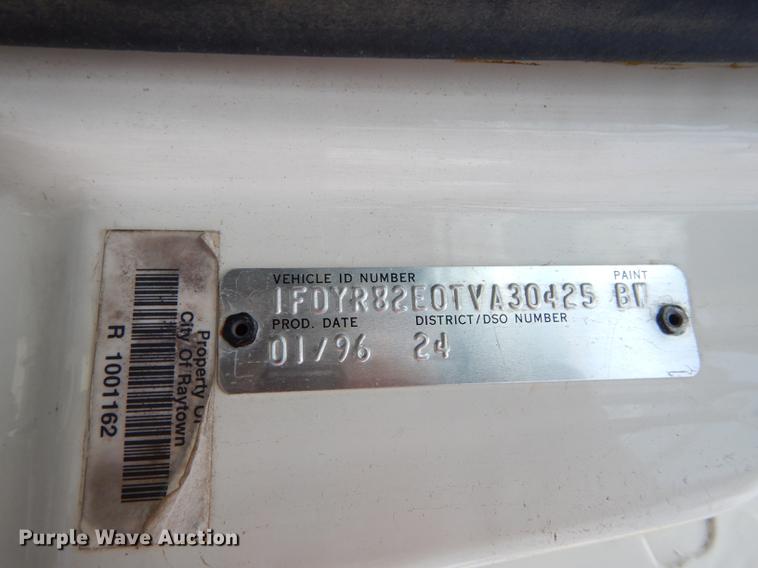 Property Of
City Of Raytown
R 1001162
VEHICLE ID NUMBER PAINT
1FDYR82E0TVA30425 BW
PROD. DATE DISTRICT/DSO NUMBER
01/96 24
Purple Wave Auction